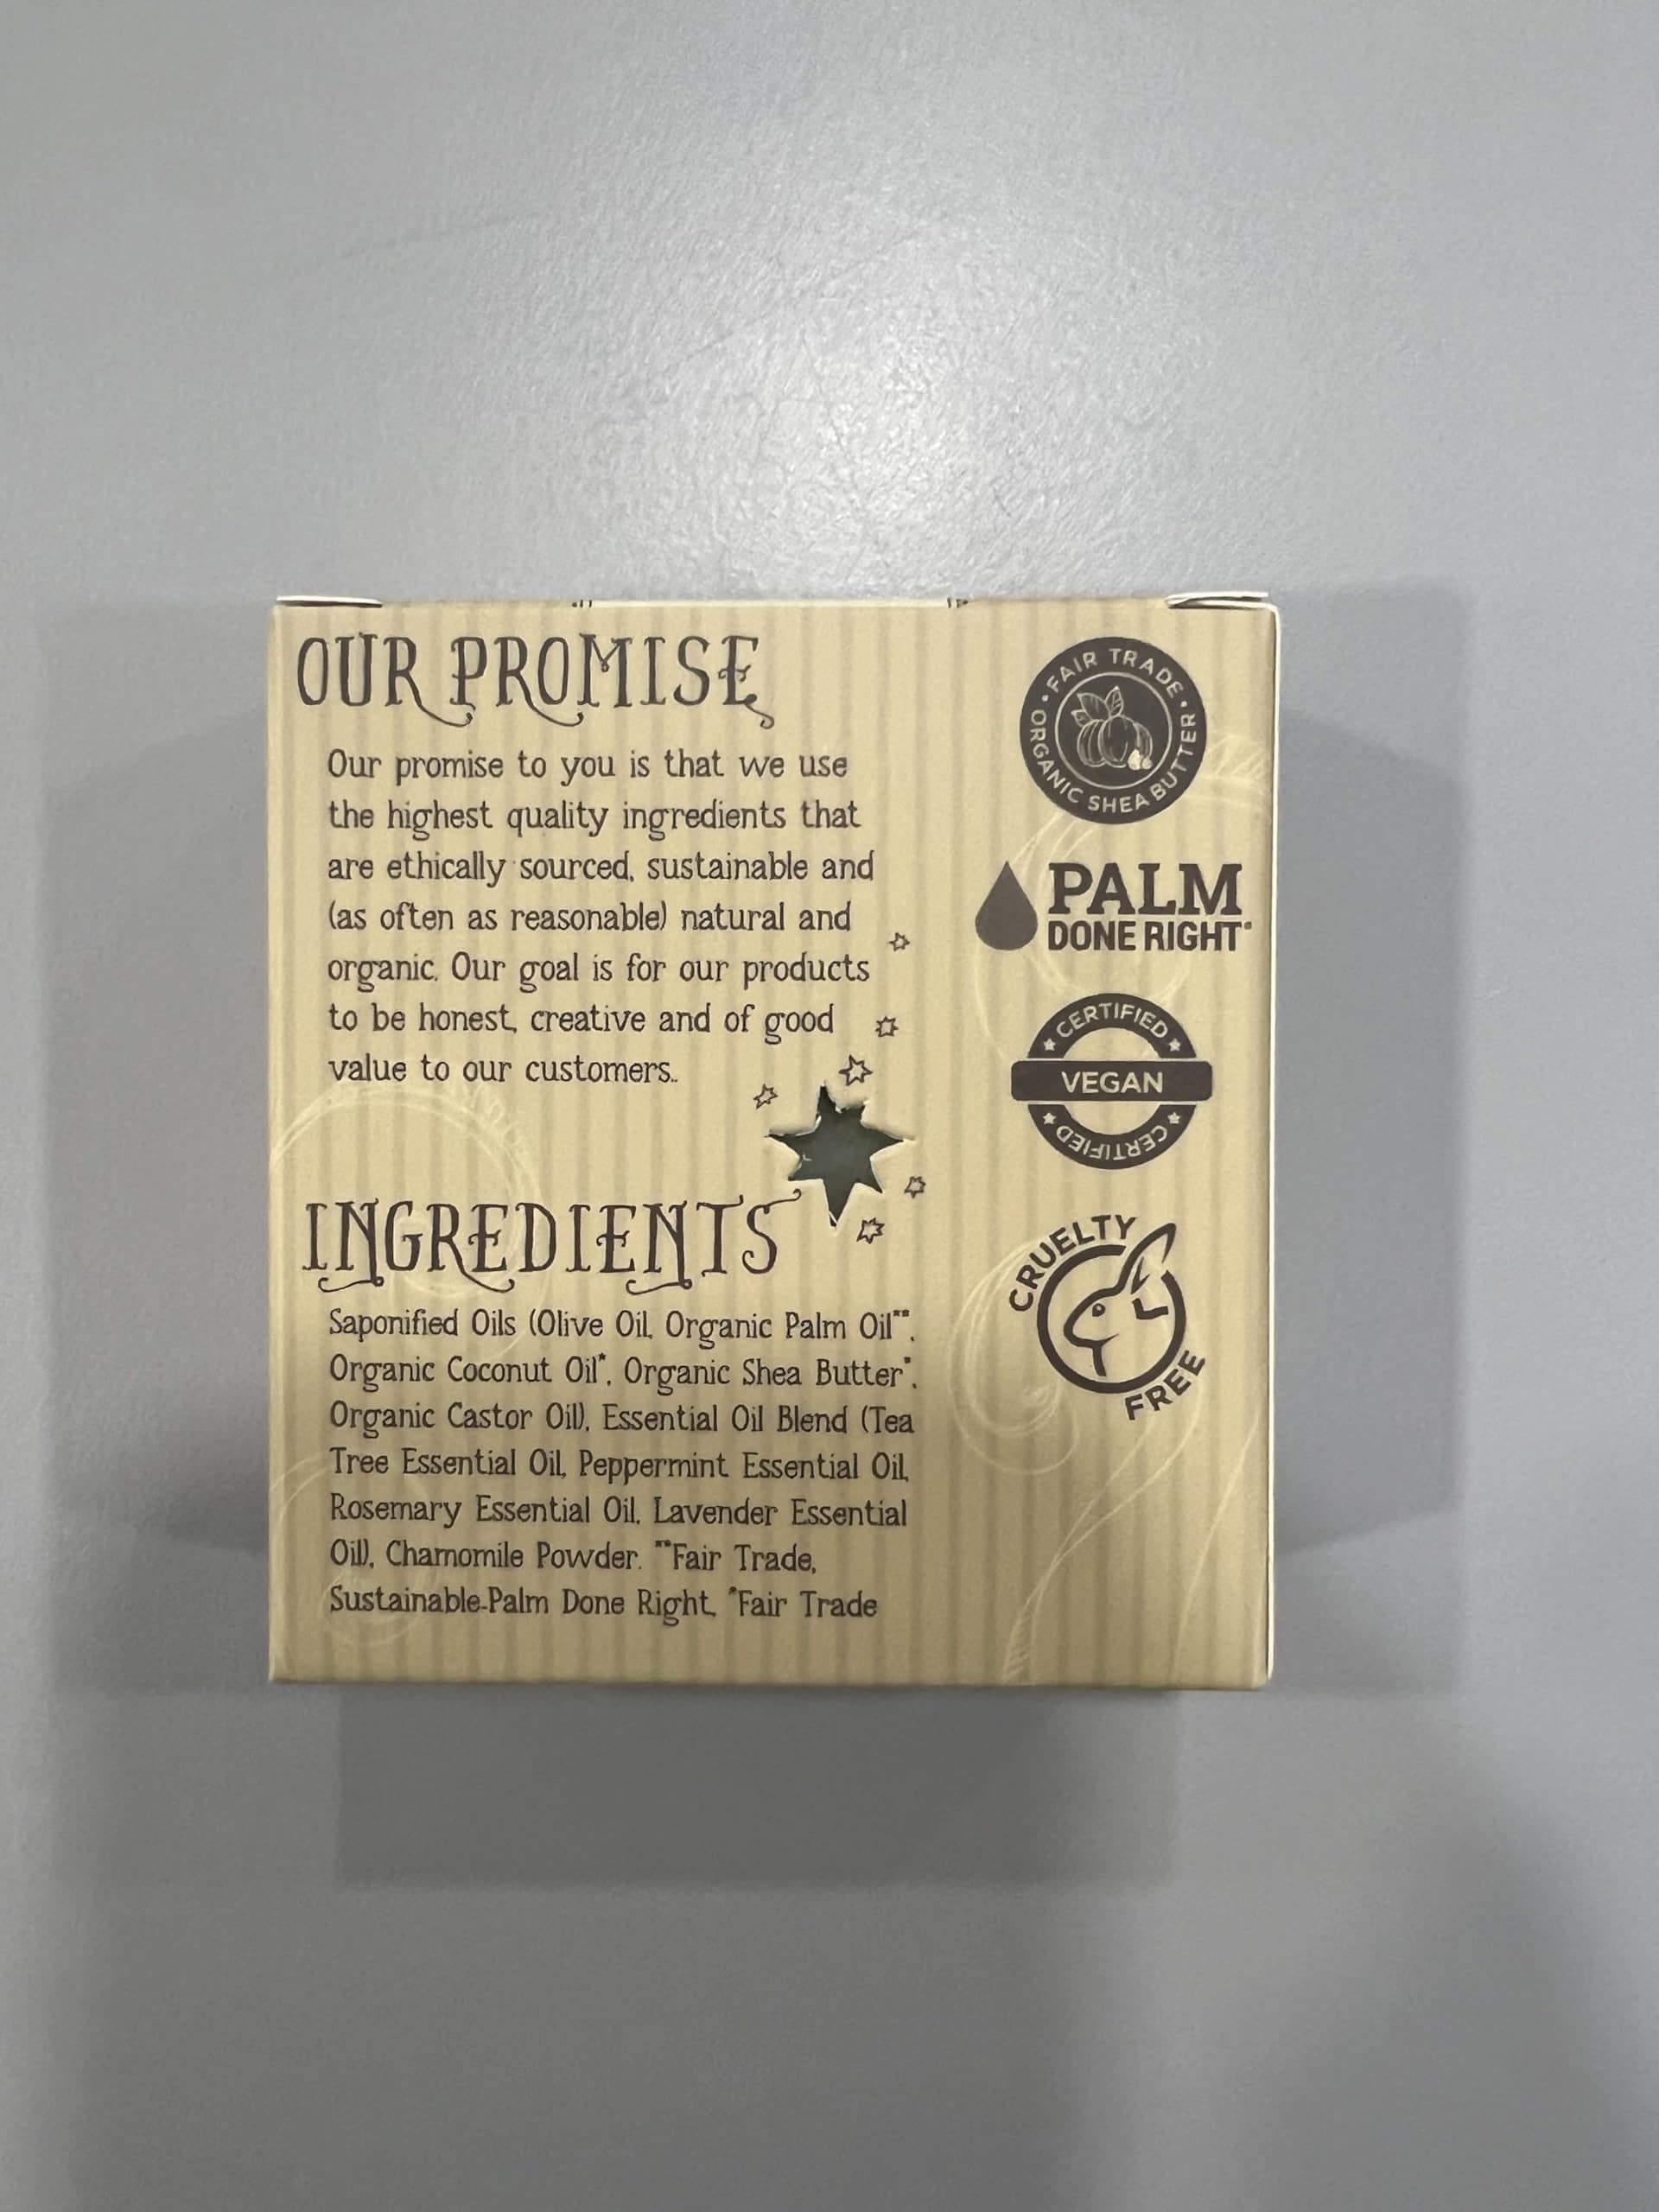 OUR PROMISE
Our promise to you is that we use
the highest quality ingredients that
are ethically sourced, sustainable and
(as often as reasonable) natural and
organic. Our goal is for our products
to be honest, creative and of good
value to our customers..
INGREDIENTS
Saponified Oils (Olive Oil, Organic Palm Oil**,
Organic Coconut Oil*, Organic Shea Butter*,
Organic Castor Oil), Essential Oil Blend (Tea
Tree Essential Oil, Peppermint Essential Oil,
Rosemary Essential Oil, Lavender Essential
Oil), Chamomile Powder. **Fair Trade,
Sustainable-Palm Done Right, *Fair Trade
• FAIR TRADE •
ORGANIC SHEA BUTTER
PALM
DONE RIGHT®
CERTIFIED
VEGAN
CERTIFIED
CRUELTY
FREE